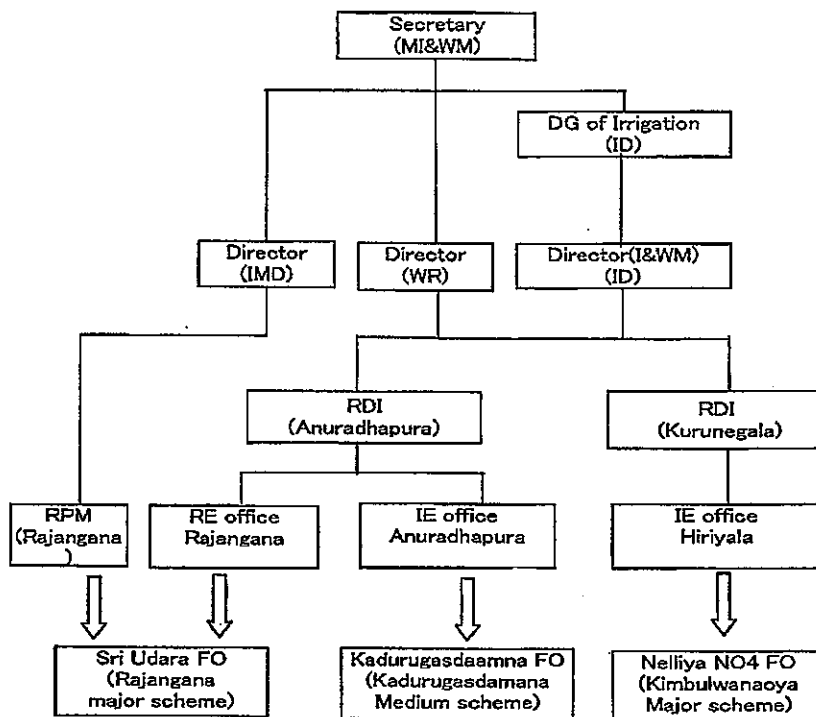 Secretary
(MI&WM)
DG of Irrigation
(ID)
Director
(IMD)
Director
(WR)
Director(I&WM)
(ID)
RDI
(Anuradhapura)
RDI
(Kurunegala)
RPM
(Rajangana
)
RE office
Rajangana
IE office
Anuradhapura
IE office
Hiriyala
Sri Udara FO
(Rajangana
major scheme)
Kadurugasdaamna FO
(Kadurugasdamana
Medium scheme)
Nelliya NO4 FO
(Kimbulwanaoya
Major scheme)